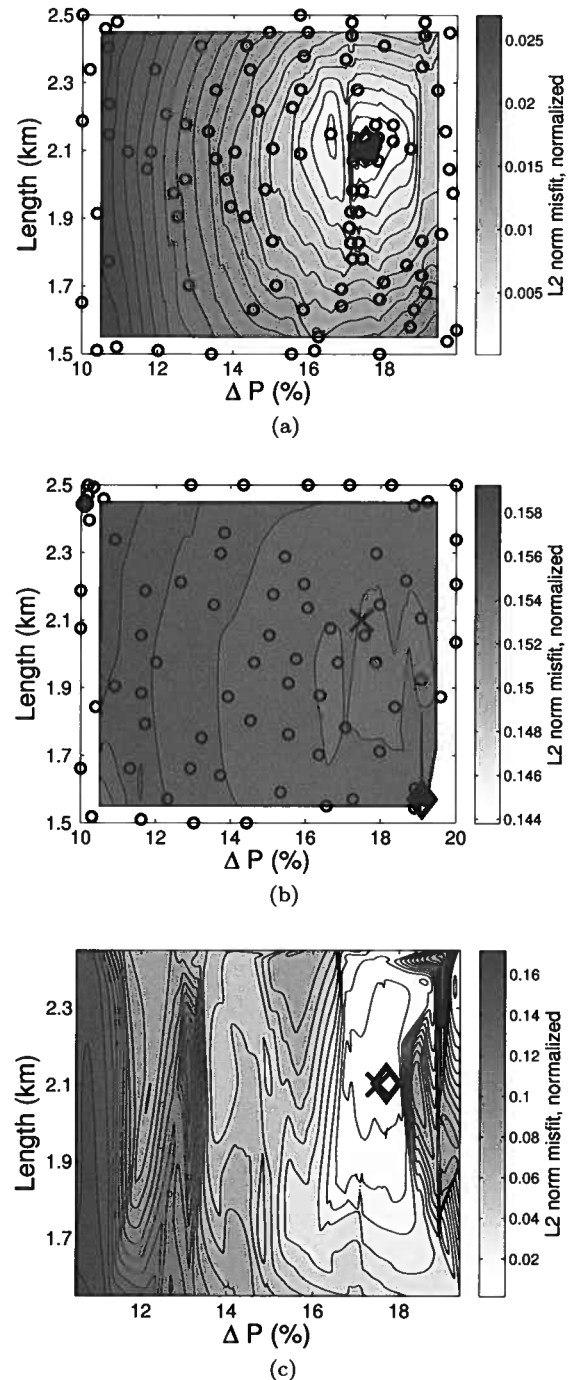 2.5
2.3
2.1
1.9
1.7
1.5
Length (km)
10 12 14 16 18
Δ P (%)
0.025
0.02
0.015
0.01
0.005
L2 norm misfit, normalized
(a)
2.5
2.3
2.1
1.9
1.7
1.5
Length (km)
10 12 14 16 18 20
Δ P (%)
0.158
0.156
0.154
0.152
0.15
0.148
0.146
0.144
L2 norm misfit, normalized
(b)
2.3
2.1
1.9
1.7
Length (km)
12 14 16 18
Δ P (%)
0.16
0.14
0.12
0.1
0.08
0.06
0.04
0.02
L2 norm misfit, normalized
(c)